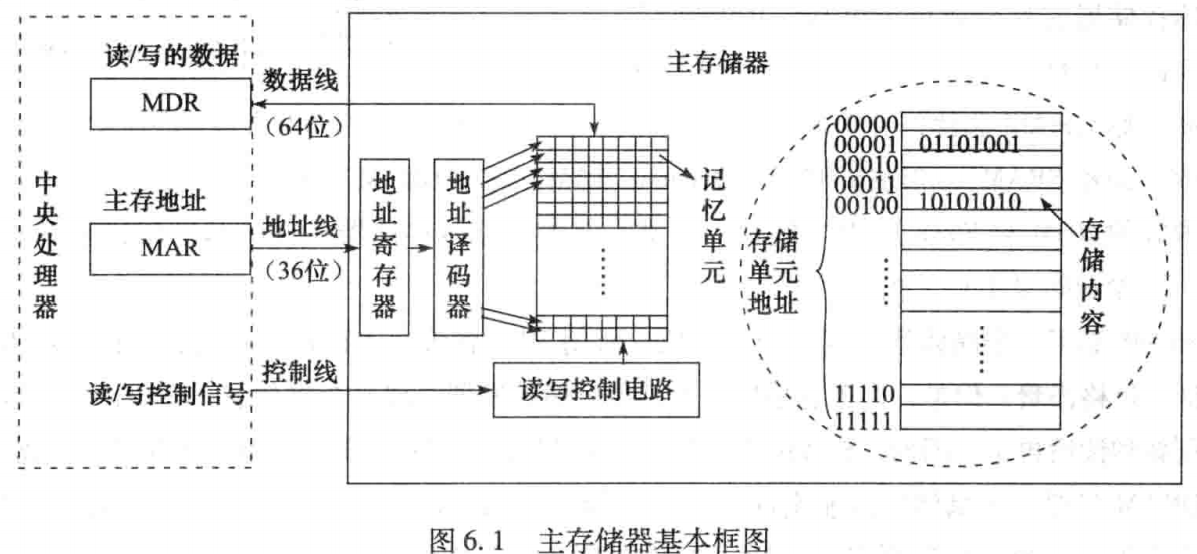 读/写的数据
MDR
数据线
（64位）
中央处理器
主存地址
MAR
地址线
（36位）
读/写控制信号
控制线
主存储器
地址寄存器
地址译码器
记忆单元
读写控制电路
00000
00001 01101001
00010
00011
00100 10101010
存储
单元
地址
存储内容
11110
11111
图 6.1 主存储器基本框图